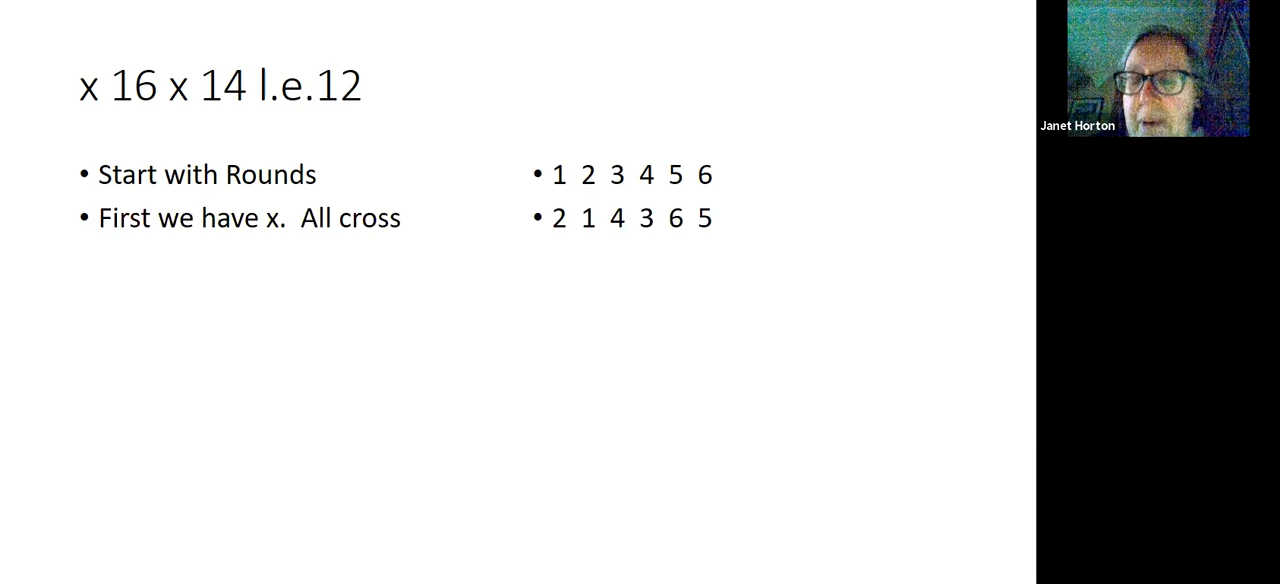 x 16 x 14 l.e.12
• Start with Rounds
• First we have x.  All cross
• 1 2 3 4 5 6
• 2 1 4 3 6 5
Janet Horton